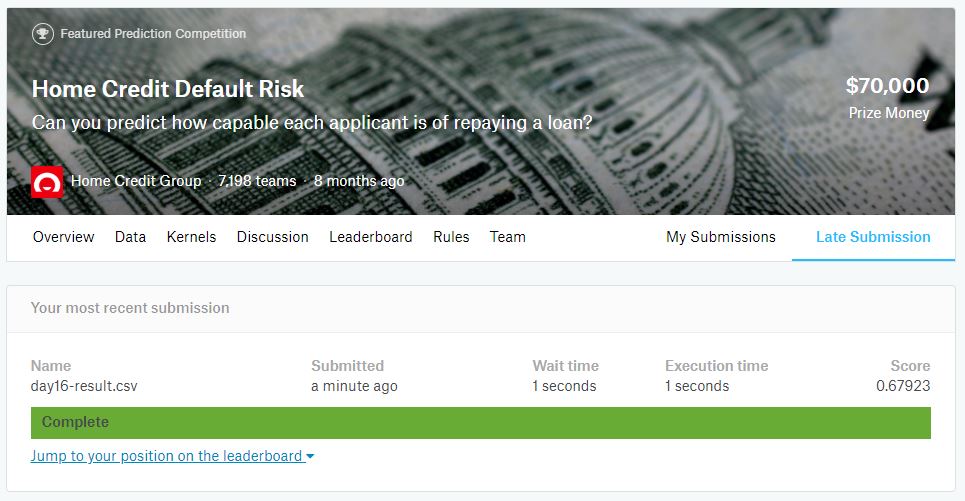 Featured Prediction Competition
Home Credit Default Risk
$70,000
Can you predict how capable each applicant is of repaying a loan?
Prize Money
Home Credit Group · 7,198 teams · 8 months ago
Overview Data Kernels Discussion Leaderboard Rules Team My Submissions Late Submission
Your most recent submission
Name Submitted Wait time Execution time Score
day16-result.csv a minute ago 1 seconds 1 seconds 0.67923
Complete
Jump to your position on the leaderboard